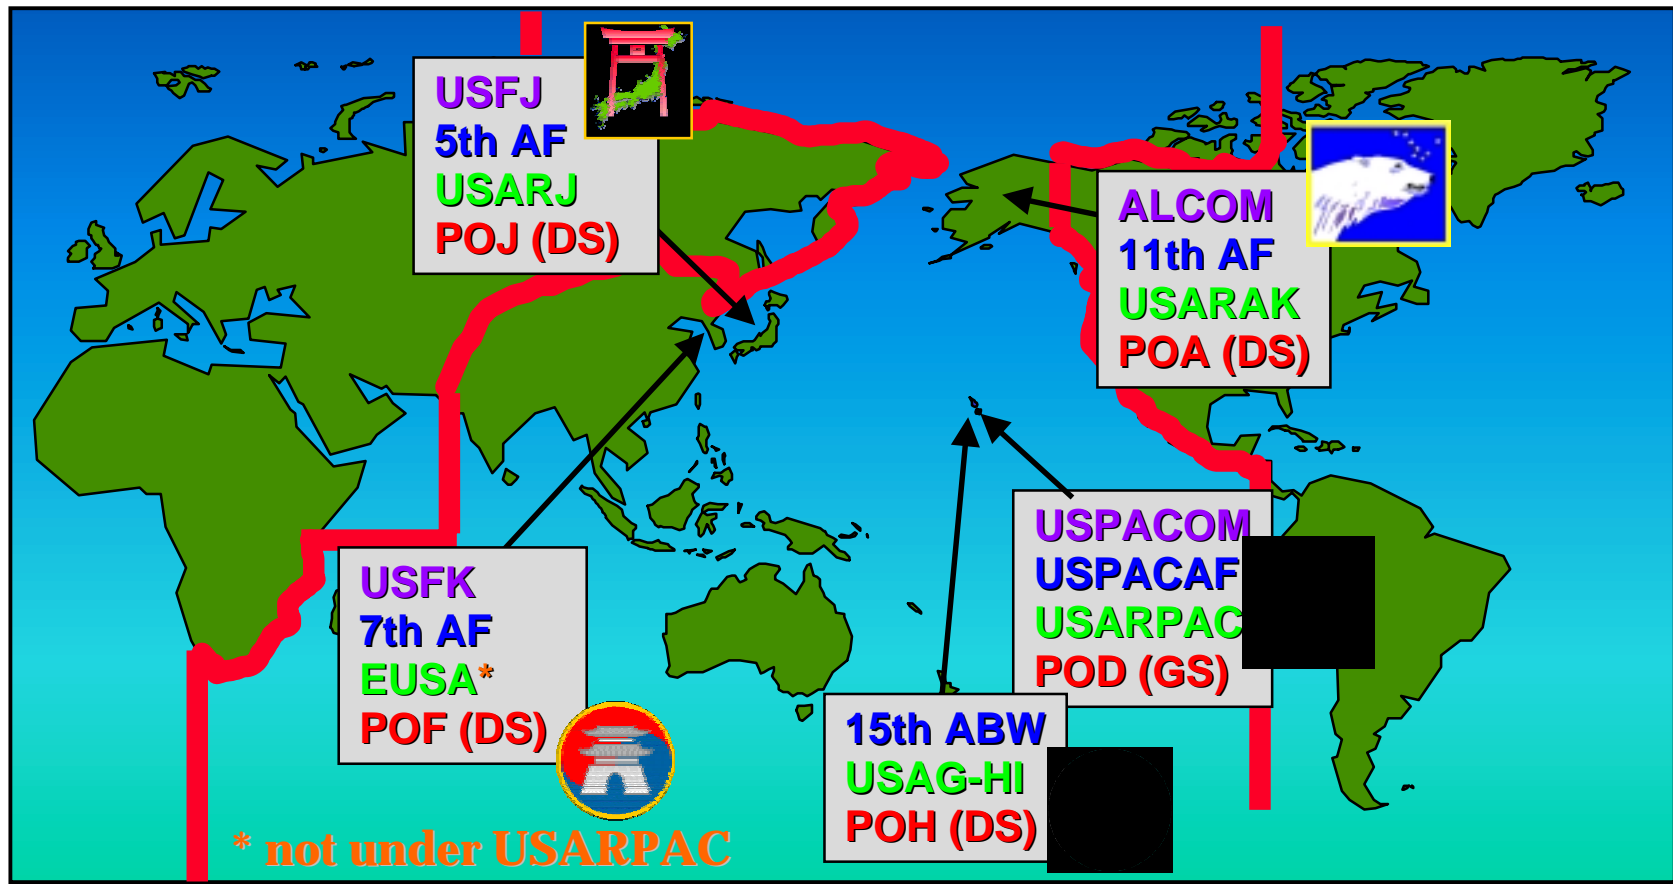 USFJ
5th AF
USARJ
POJ (DS)
ALCOM
11th AF
USARAK
POA (DS)
USFK
7th AF
EUSA*
POF (DS)
USPACOM
USPACAF
USARPAC
POD (GS)
15th ABW
USAG-HI
POH (DS)
* not under USARPAC